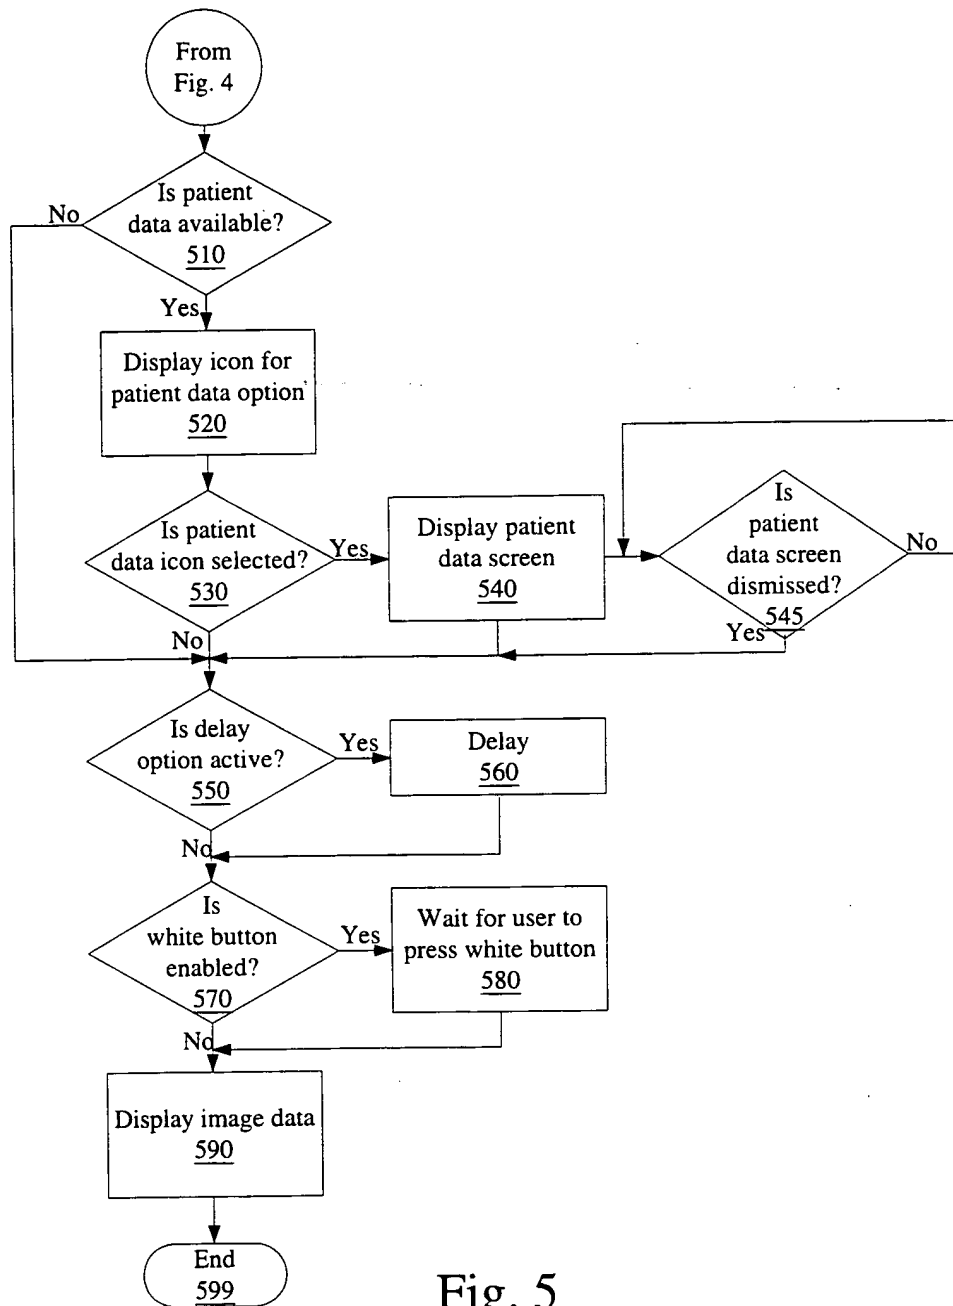 From
Fig. 4
Is patient
data available?
510
No
Yes
Display icon for
patient data option
520
Is patient
data icon selected?
530
Yes
No
Display patient
data screen
540
Is
patient
data screen
dismissed?
545
No
Yes
Is delay
option active?
550
Yes
No
Delay
560
Is
white button
enabled?
570
Yes
No
Wait for user to
press white button
580
Display image data
590
End
599
Fig. 5